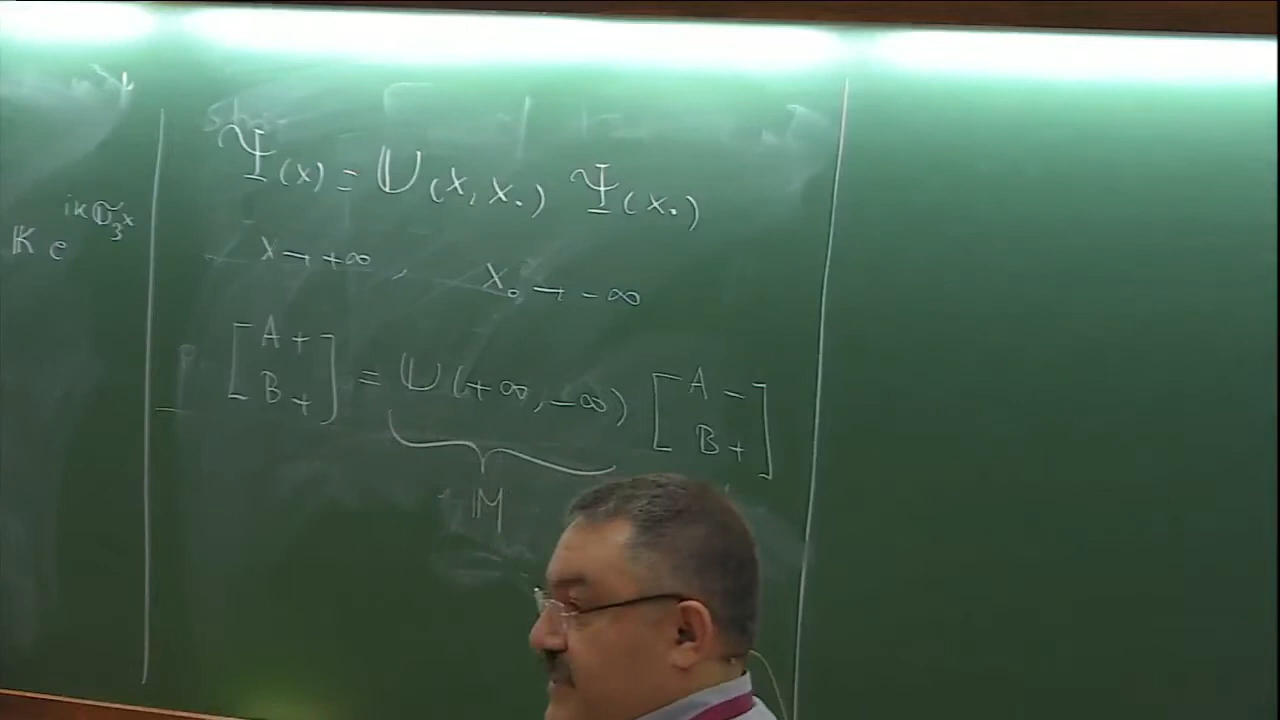 𝕂 e^{ikσ₃x}
Ψ(x) = 𝕌(x, x₀) Ψ(x₀)
x → +∞, x₀ → -∞
[A₊ B₊] = 𝕌(+∞, -∞) [A₋ B₊]
𝕄